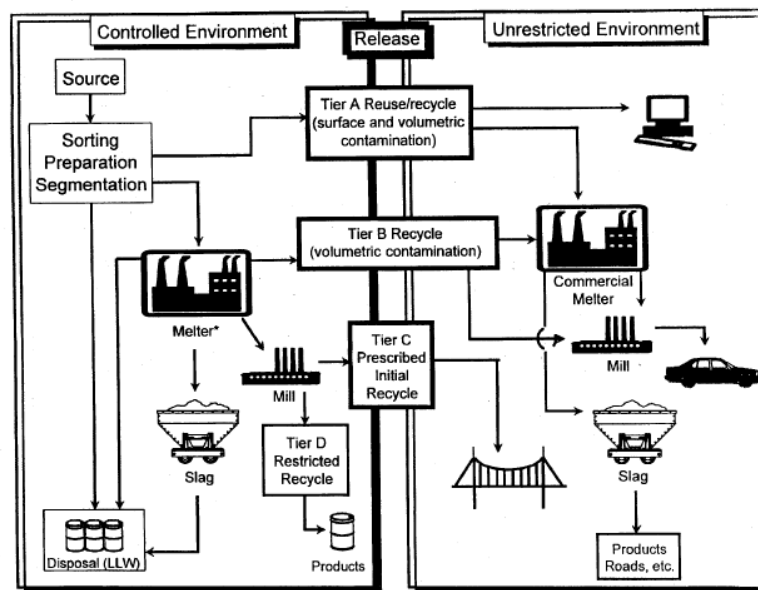 Controlled Environment
Release
Unrestricted Environment
Source
Sorting
Preparation
Segmentation
Tier A Reuse/recycle
(surface and volumetric
contamination)
Tier B Recycle
(volumetric contamination)
Melter*
Commercial
Melter
Mill
Tier C
Prescribed
Initial
Recycle
Mill
Slag
Tier D
Restricted
Recycle
Slag
Disposal (LLW)
Products
Products
Roads, etc.